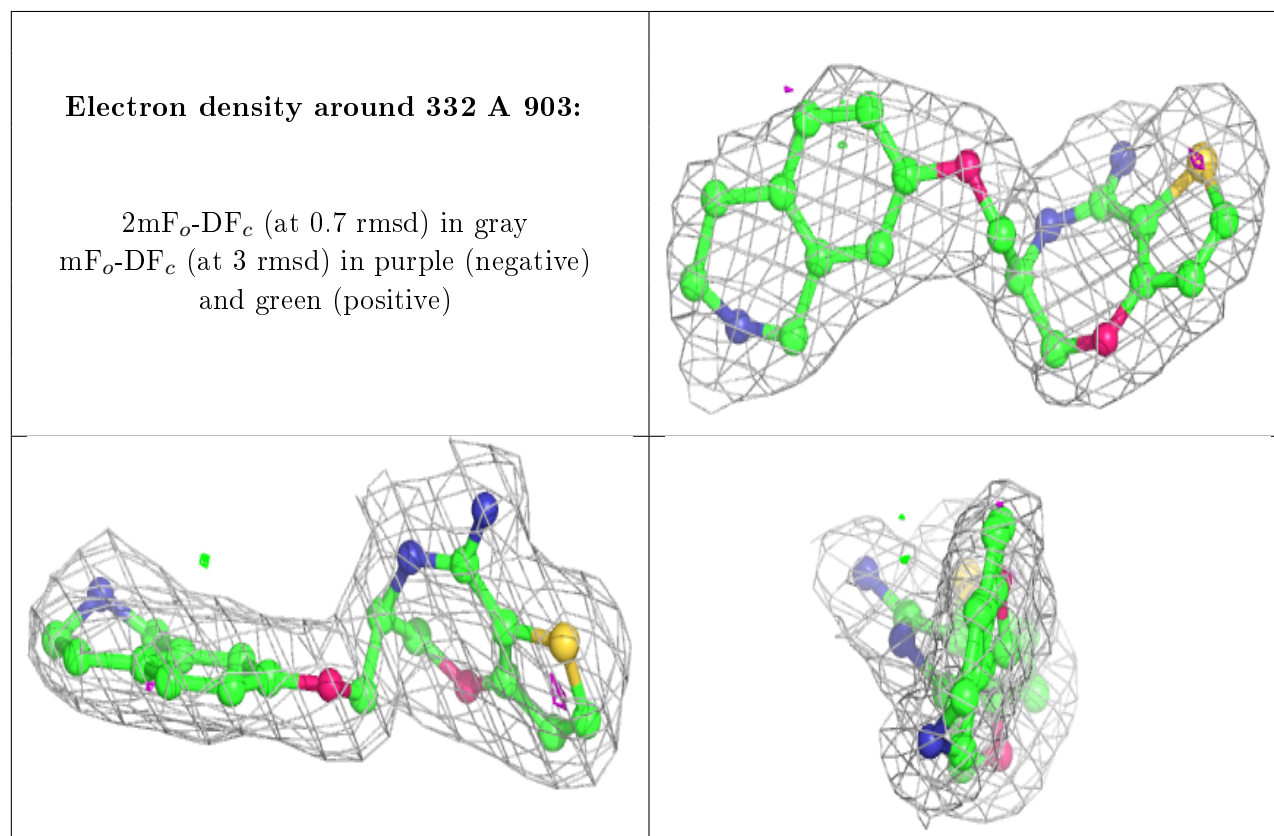 Electron density around 332 A 903:
2mFo-DFc (at 0.7 rmsd) in gray
mFo-DFc (at 3 rmsd) in purple (negative)
and green (positive)